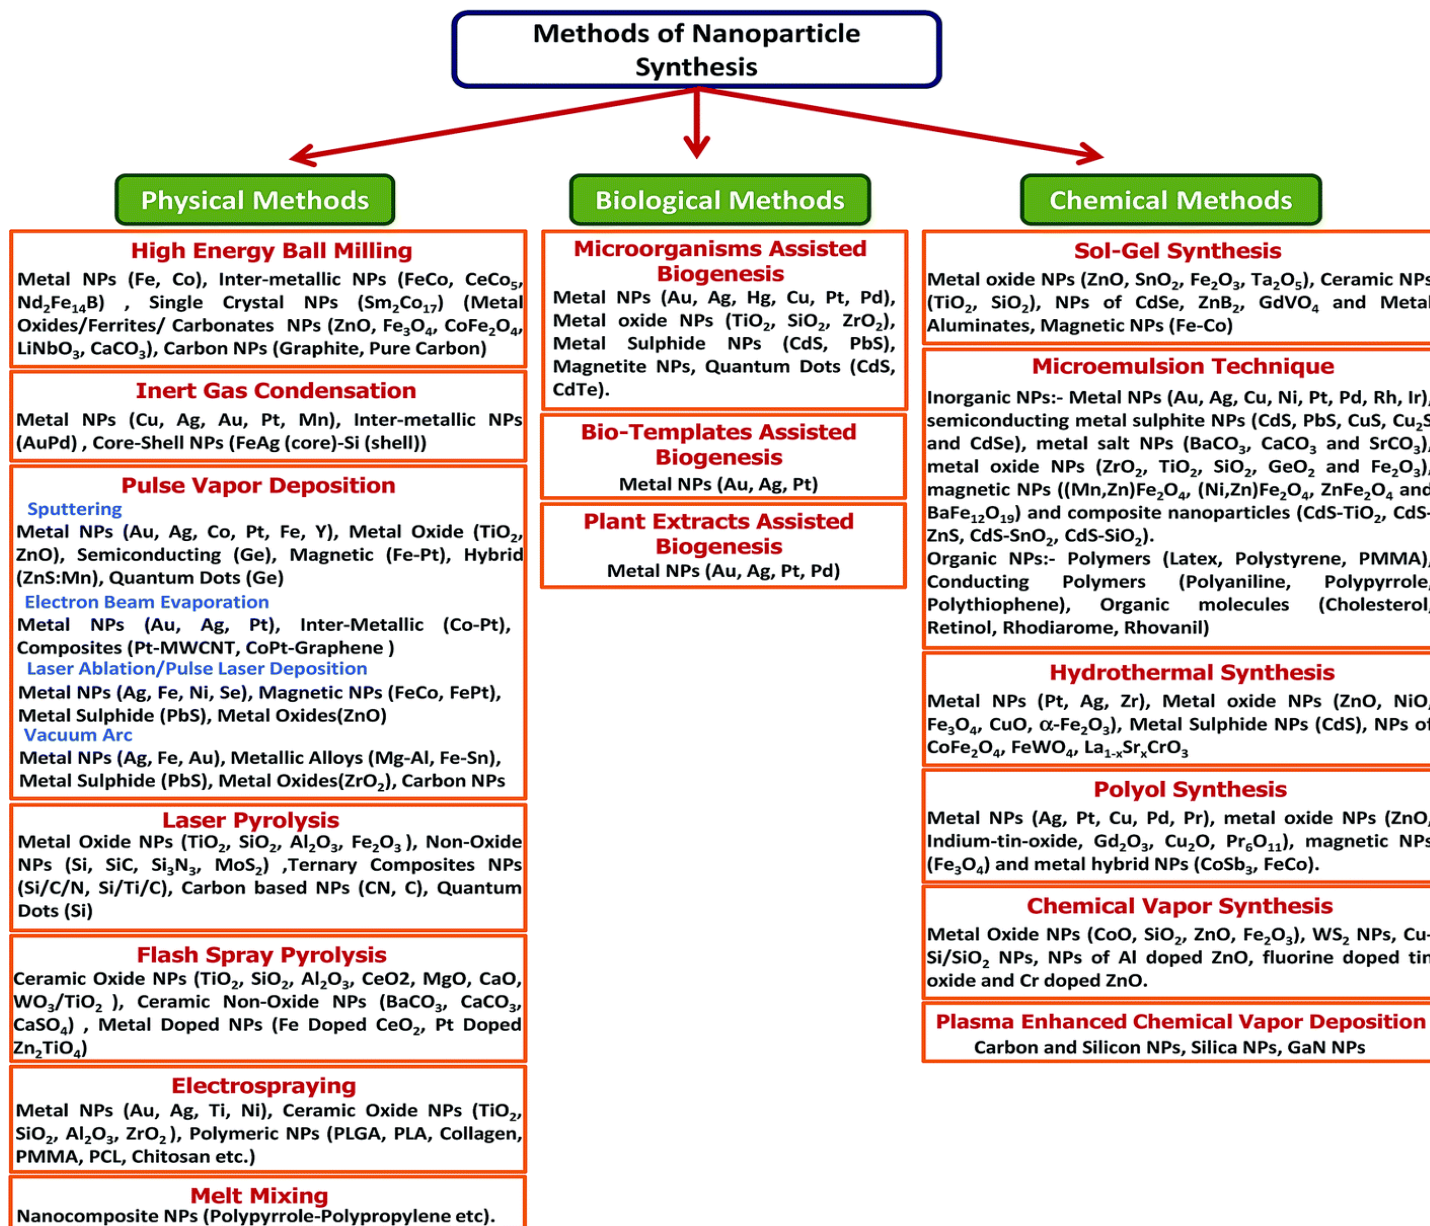 Methods of Nanoparticle
Synthesis
Physical Methods
High Energy Ball Milling
Metal NPs (Fe, Co), Inter-metallic NPs (FeCo, CeCo₅,
Nd₂Fe₁₄B) , Single Crystal NPs (Sm₂Co₁₇) (Metal
Oxides/Ferrites/ Carbonates NPs (ZnO, Fe₃O₄, CoFe₂O₄,
LiNbO₃, CaCO₃), Carbon NPs (Graphite, Pure Carbon)
Inert Gas Condensation
Metal NPs (Cu, Ag, Au, Pt, Mn), Inter-metallic NPs
(AuPd) , Core-Shell NPs (FeAg (core)-Si (shell))
Pulse Vapor Deposition
Sputtering
Metal NPs (Au, Ag, Co, Pt, Fe, Y), Metal Oxide (TiO₂,
ZnO), Semiconducting (Ge), Magnetic (Fe-Pt), Hybrid
(ZnS:Mn), Quantum Dots (Ge)
Electron Beam Evaporation
Metal NPs (Au, Ag, Pt), Inter-Metallic (Co-Pt),
Composites (Pt-MWCNT, CoPt-Graphene )
Laser Ablation/Pulse Laser Deposition
Metal NPs (Ag, Fe, Ni, Se), Magnetic NPs (FeCo, FePt),
Metal Sulphide (PbS), Metal Oxides(ZnO)
Vacuum Arc
Metal NPs (Ag, Fe, Au), Metallic Alloys (Mg-Al, Fe-Sn),
Metal Sulphide (PbS), Metal Oxides(ZrO₂), Carbon NPs
Laser Pyrolysis
Metal Oxide NPs (TiO₂, SiO₂, Al₂O₃, Fe₂O₃ ), Non-Oxide
NPs (Si, SiC, Si₃N₃, MoS₂) ,Ternary Composites NPs
(Si/C/N, Si/Ti/C), Carbon based NPs (CN, C), Quantum
Dots (Si)
Flash Spray Pyrolysis
Ceramic Oxide NPs (TiO₂, SiO₂, Al₂O₃, CeO2, MgO, CaO,
WO₃/TiO₂ ), Ceramic Non-Oxide NPs (BaCO₃, CaCO₃,
CaSO₄) , Metal Doped NPs (Fe Doped CeO₂, Pt Doped
Zn₂TiO₄)
Electrospraying
Metal NPs (Au, Ag, Ti, Ni), Ceramic Oxide NPs (TiO₂,
SiO₂, Al₂O₃, ZrO₂), Polymeric NPs (PLGA, PLA, Collagen,
PMMA, PCL, Chitosan etc.)
Melt Mixing
Nanocomposite NPs (Polypyrrole-Polypropylene etc).
Biological Methods
Microorganisms Assisted
Biogenesis
Metal NPs (Au, Ag, Hg, Cu, Pt, Pd),
Metal oxide NPs (TiO₂, SiO₂, ZrO₂),
Metal Sulphide NPs (CdS, PbS),
Magnetite NPs, Quantum Dots (CdS,
CdTe).
Bio-Templates Assisted
Biogenesis
Metal NPs (Au, Ag, Pt)
Plant Extracts Assisted
Biogenesis
Metal NPs (Au, Ag, Pt, Pd)
Chemical Methods
Sol-Gel Synthesis
Metal oxide NPs (ZnO, SnO₂, Fe₂O₃, Ta₂O₅), Ceramic NPs
(TiO₂, SiO₂), NPs of CdSe, ZnB₂, GdVO₄ and Metal
Aluminates, Magnetic NPs (Fe-Co)
Microemulsion Technique
Inorganic NPs:- Metal NPs (Au, Ag, Cu, Ni, Pt, Pd, Rh, Ir),
semiconducting metal sulphite NPs (CdS, PbS, CuS, Cu₂S
and CdSe), metal salt NPs (BaCO₃, CaCO₃ and SrCO₃),
metal oxide NPs (ZrO₂, TiO₂, SiO₂, GeO₂ and Fe₂O₃),
magnetic NPs ((Mn,Zn)Fe₂O₄, (Ni,Zn)Fe₂O₄, ZnFe₂O₄ and
BaFe₁₂O₁₉) and composite nanoparticles (CdS-TiO₂, CdS-
ZnS, CdS-SnO₂, CdS-SiO₂).
Organic NPs:- Polymers (Latex, Polystyrene, PMMA),
Conducting Polymers (Polyaniline, Polypyrrole,
Polythiophene), Organic molecules (Cholesterol,
Retinol, Rhodiarome, Rhovanil)
Hydrothermal Synthesis
Metal NPs (Pt, Ag, Zr), Metal oxide NPs (ZnO, NiO,
Fe₃O₄, CuO, α-Fe₂O₃), Metal Sulphide NPs (CdS), NPs of
CoFe₂O₄, FeWO₄, La₁₋ₓSrₓCrO₃
Polyol Synthesis
Metal NPs (Ag, Pt, Cu, Pd, Pr), metal oxide NPs (ZnO,
Indium-tin-oxide, Gd₂O₃, Cu₂O, Pr₆O₁₁), magnetic NPs
(Fe₃O₄) and metal hybrid NPs (CoSb₃, FeCo).
Chemical Vapor Synthesis
Metal Oxide NPs (CoO, SiO₂, ZnO, Fe₂O₃), WS₂ NPs, Cu-
Si/SiO₂ NPs, NPs of Al doped ZnO, fluorine doped tin
oxide and Cr doped ZnO.
Plasma Enhanced Chemical Vapor Deposition
Carbon and Silicon NPs, Silica NPs, GaN NPs